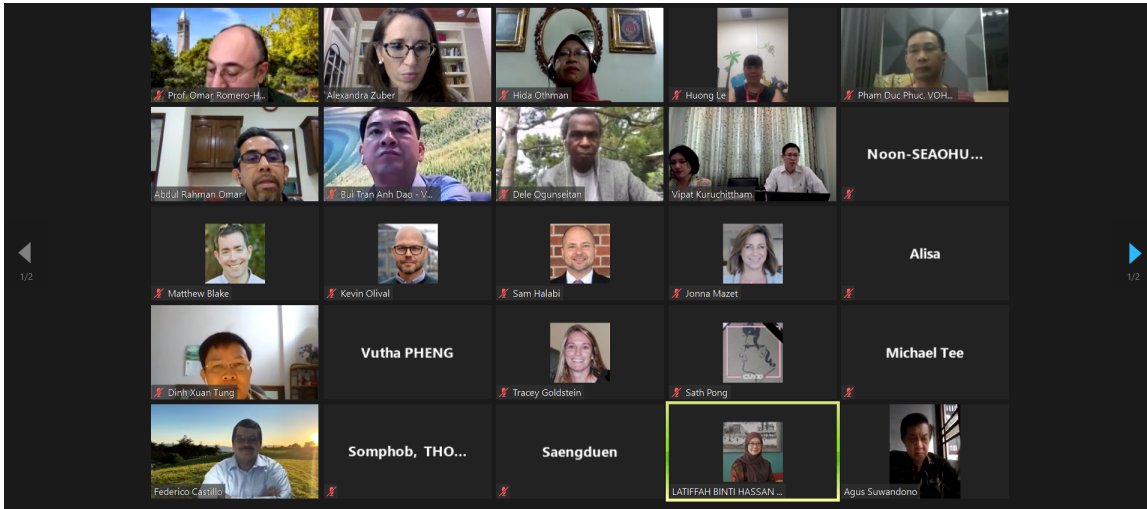 Prof. Omar Romero-H...
Alexandra Zuber
Hida Othman
Huong Le
Pham Duc Phuc, VOH...
Abdul Rahman Omar
Bui Tran Anh Dao - V...
Dele Ogunseitan
Vipat Kuruchittham
Noon-SEAOHU...
1/2
1/2
Matthew Blake
Kevin Olival
Sam Halabi
Jonna Mazet
Alisa
Dinh Xuan Tung
Vutha PHENG
Tracey Goldstein
Sath Pong
Michael Tee
Federico Castillo
Somphob, THO...
Saengduen
LATIFFAH BINTI HASSAN ...
Agus Suwandono